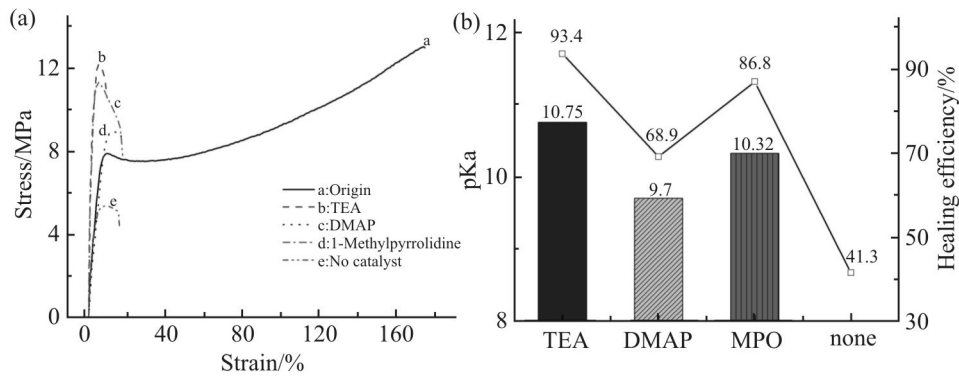 (a)
12
8
4
0
Stress/MPa
0
40
80
120
160
Strain/%
a
b
c
d
e
a:Origin
b:TEA
c:DMAP
d:1-Methylpyrrolidine
e:No catalyst
(b)
12
11
10
9
8
pKa
93.4
86.8
10.75
68.9
10.32
9.7
41.3
TEA
DMAP
MPO
none
90
70
50
30
Healing efficiency/%